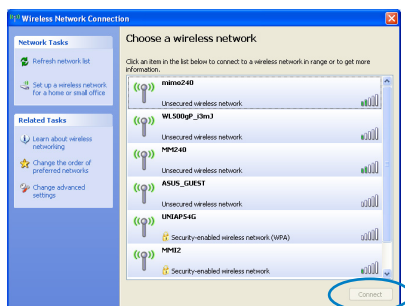 Wireless Network Connection
Network Tasks
Refresh network list
Set up a wireless network
for a home or small office
Related Tasks
Learn about wireless
networking
Change the order of
preferred networks
Change advanced
settings
Choose a wireless network
Click an item in the list below to connect to a wireless network in range or to get more
information.
mimo240
Unsecured wireless network
WL500gP_i3mJ
Unsecured wireless network
MM240
Unsecured wireless network
ASUS_GUEST
Unsecured wireless network
UNIAP54G
Security-enabled wireless network (WPA)
MMI2
Security-enabled wireless network
Connect